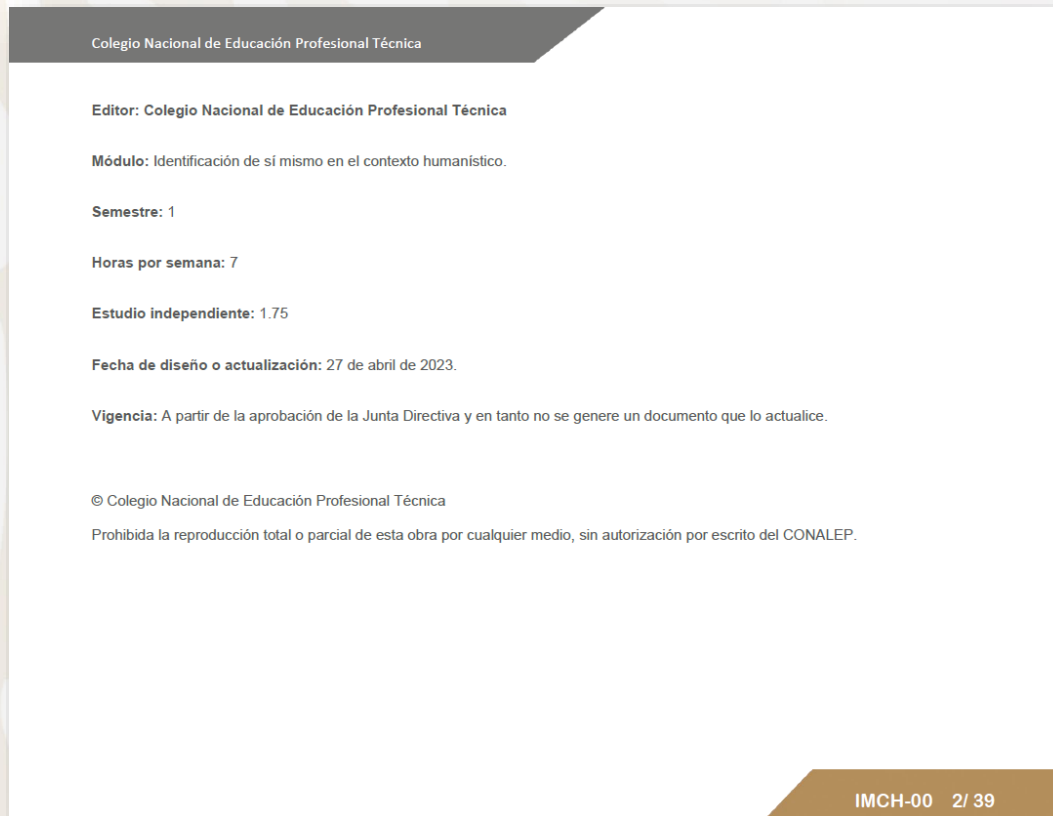 Colegio Nacional de Educación Profesional Técnica
Editor: Colegio Nacional de Educación Profesional Técnica
Módulo: Identificación de sí mismo en el contexto humanístico.
Semestre: 1
Horas por semana: 7
Estudio independiente: 1.75
Fecha de diseño o actualización: 27 de abril de 2023.
Vigencia: A partir de la aprobación de la Junta Directiva y en tanto no se genere un documento que lo actualice.
© Colegio Nacional de Educación Profesional Técnica
Prohibida la reproducción total o parcial de esta obra por cualquier medio, sin autorización por escrito del CONALEP.
IMCH-00 2/ 39